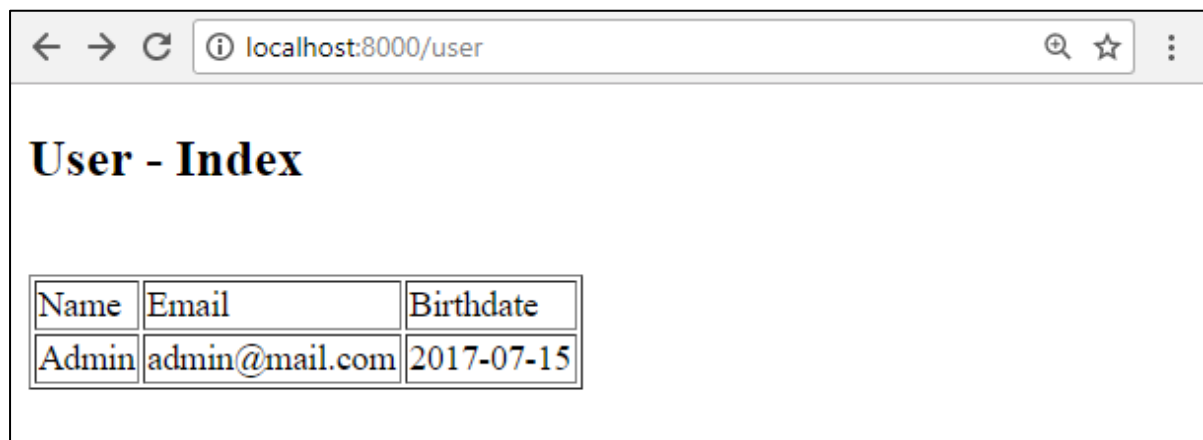 localhost:8000/user
User - Index
Name Email Birthdate
Admin admin@mail.com 2017-07-15